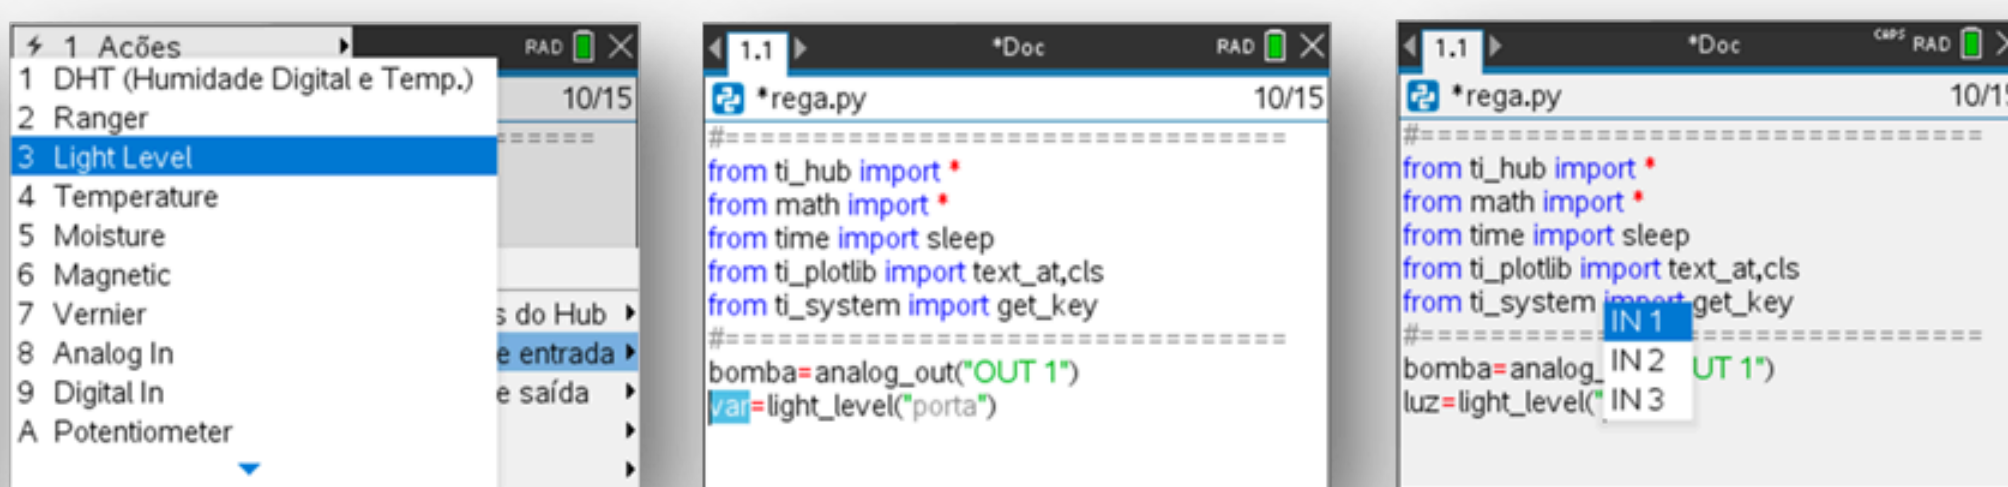 1 Acões
RAD
1 DHT (Humidade Digital e Temp.)
10/15
2 Ranger
3 Light Level
=====
4 Temperature
5 Moisture
6 Magnetic
7 Vernier
s do Hub
8 Analog In
e entrada
9 Digital In
e saída
A Potentiometer
1.1
*Doc
RAD
*rega.py
10/15
#================================
from ti_hub import *
from math import *
from time import sleep
from ti_plotlib import text_at,cls
from ti_system import get_key
#================================
bomba=analog_out("OUT 1")
var=light_level("porta")
1.1
*Doc
CAPS RAD
*rega.py
10/15
#================================
from ti_hub import *
from math import *
from time import sleep
from ti_plotlib import text_at,cls
from ti_system import get_key
IN 1
#================================
IN 2
bomba=analog_ UT 1")
IN 3
luz=light_level("